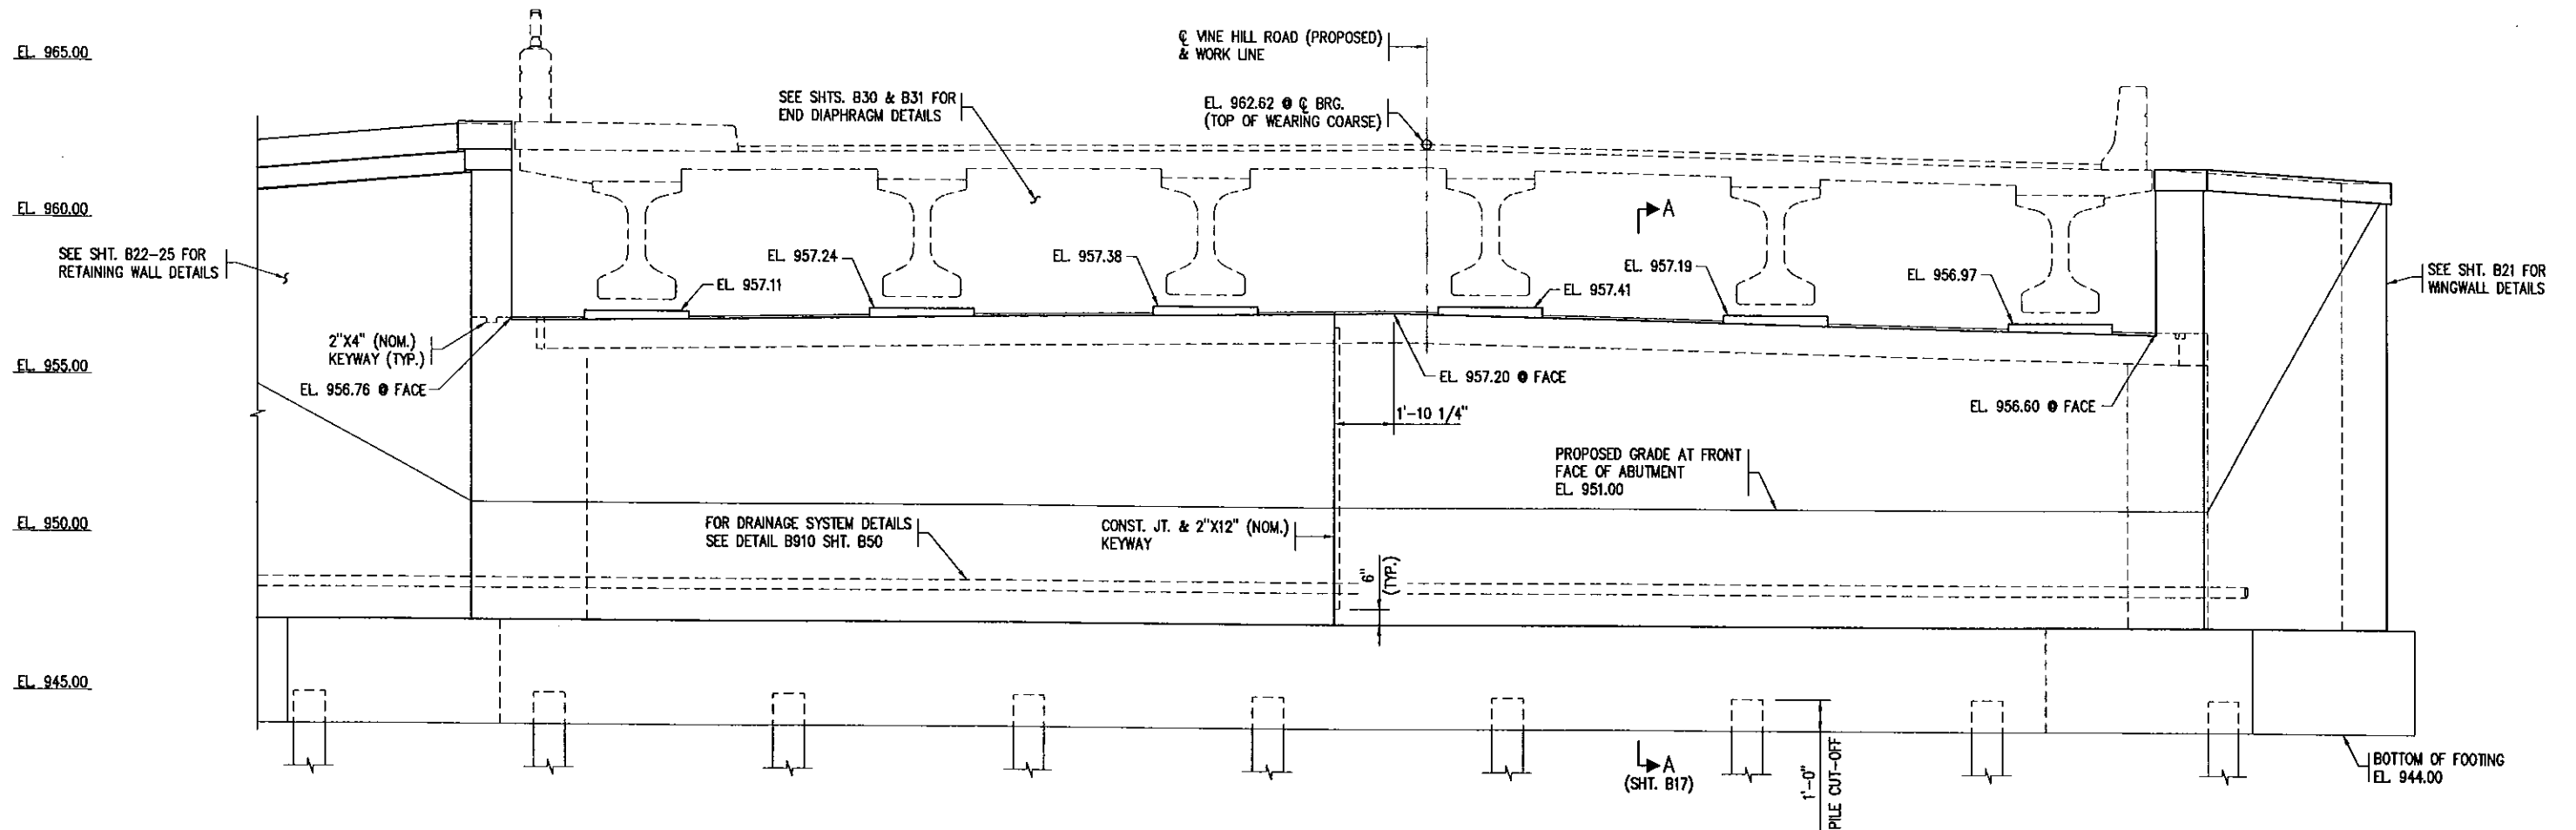 EL. 965.00
EL. 960.00
EL. 955.00
EL. 950.00
EL. 945.00
℄ VINE HILL ROAD (PROPOSED)
& WORK LINE
SEE SHTS. B30 & B31 FOR
END DIAPHRAGM DETAILS
EL. 962.62 @ ℄ BRG.
(TOP OF WEARING COARSE)
A
SEE SHT. B22-25 FOR
RETAINING WALL DETAILS
EL. 957.11
EL. 957.24
EL. 957.38
EL. 957.41
EL. 957.19
EL. 956.97
SEE SHT. B21 FOR
WINGWALL DETAILS
2"X4" (NOM.)
KEYWAY (TYP.)
EL. 956.76 @ FACE
EL. 957.20 @ FACE
1'-10 1/4"
EL. 956.60 @ FACE
PROPOSED GRADE AT FRONT
FACE OF ABUTMENT
EL. 951.00
FOR DRAINAGE SYSTEM DETAILS
SEE DETAIL B910 SHT. B50
CONST. JT. & 2"X12" (NOM.)
KEYWAY
6"
(TYP.)
A
(SHT. B17)
1'-0"
PILE CUT-OFF
BOTTOM OF FOOTING
EL. 944.00